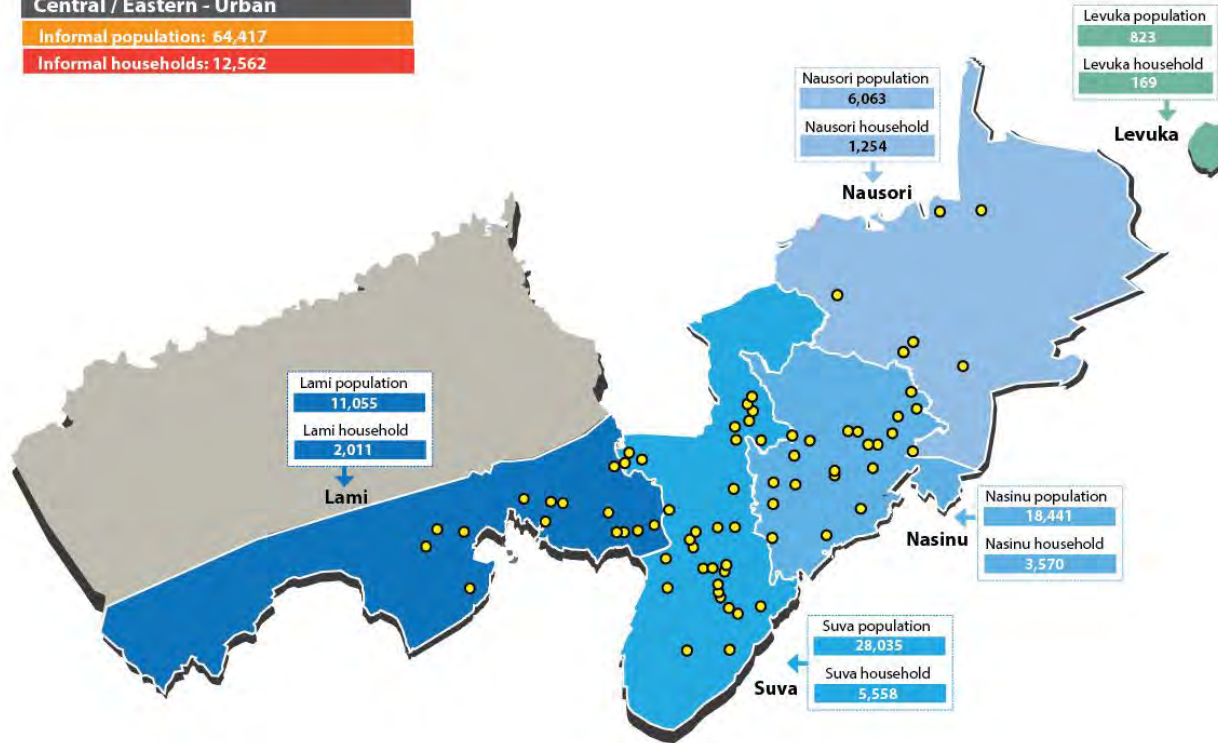 Central / Eastern - Urban
Informal population: 64,417
Informal households: 12,562
Levuka population
823
Levuka household
169
Levuka
Nausori population
6,063
Nausori household
1,254
Nausori
Lami population
11,055
Lami household
2,011
Lami
Nasinu population
18,441
Nasinu household
3,570
Nasinu
Suva population
28,035
Suva household
5,558
Suva